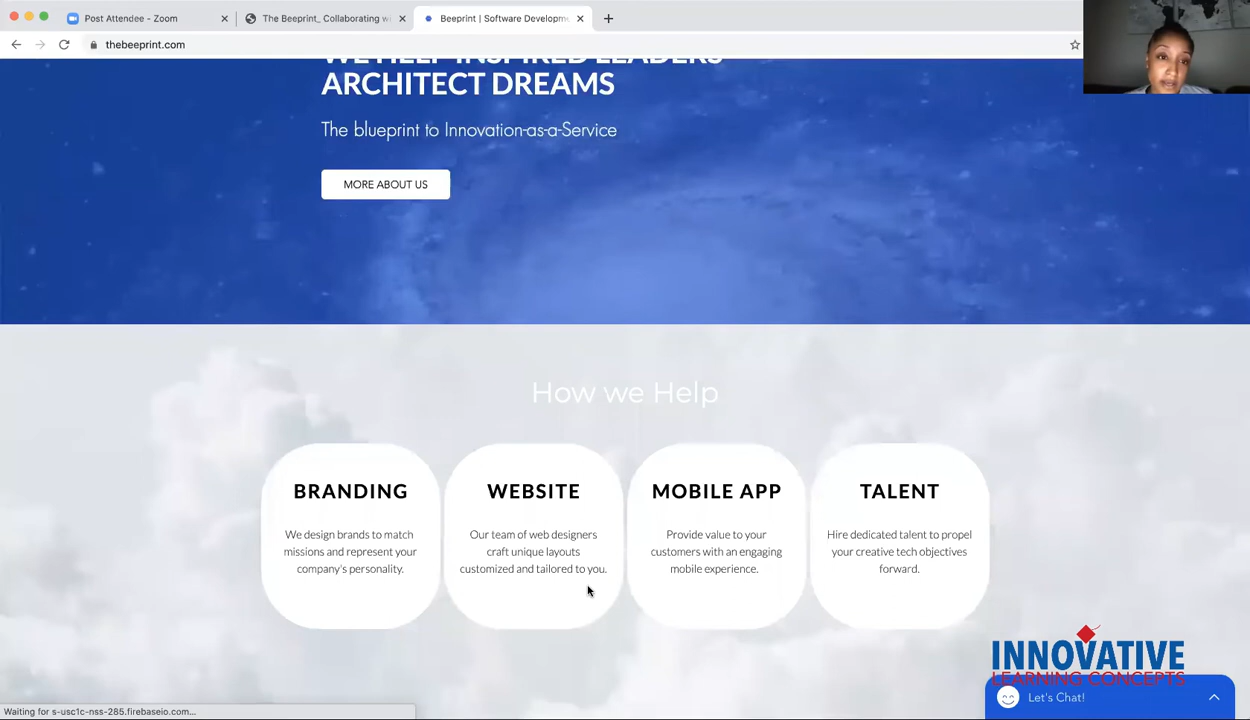 Post Attendee - Zoom
The Beeprint_ Collaborating w
Beeprint | Software Developm
thebeeprint.com
WE HELP INSPIRED LEADERS
ARCHITECT DREAMS
The blueprint to Innovation-as-a-Service
MORE ABOUT US
How we Help
BRANDING
We design brands to match
missions and represent your
company's personality.
WEBSITE
Our team of web designers
craft unique layouts
customized and tailored to you.
MOBILE APP
Provide value to your
customers with an engaging
mobile experience.
TALENT
Hire dedicated talent to propel
your creative tech objectives
forward.
INNOVATIVE
LEARNING CONCEPTS
Let's Chat!
Waiting for s-usc1c-nss-285.firebaseio.com...